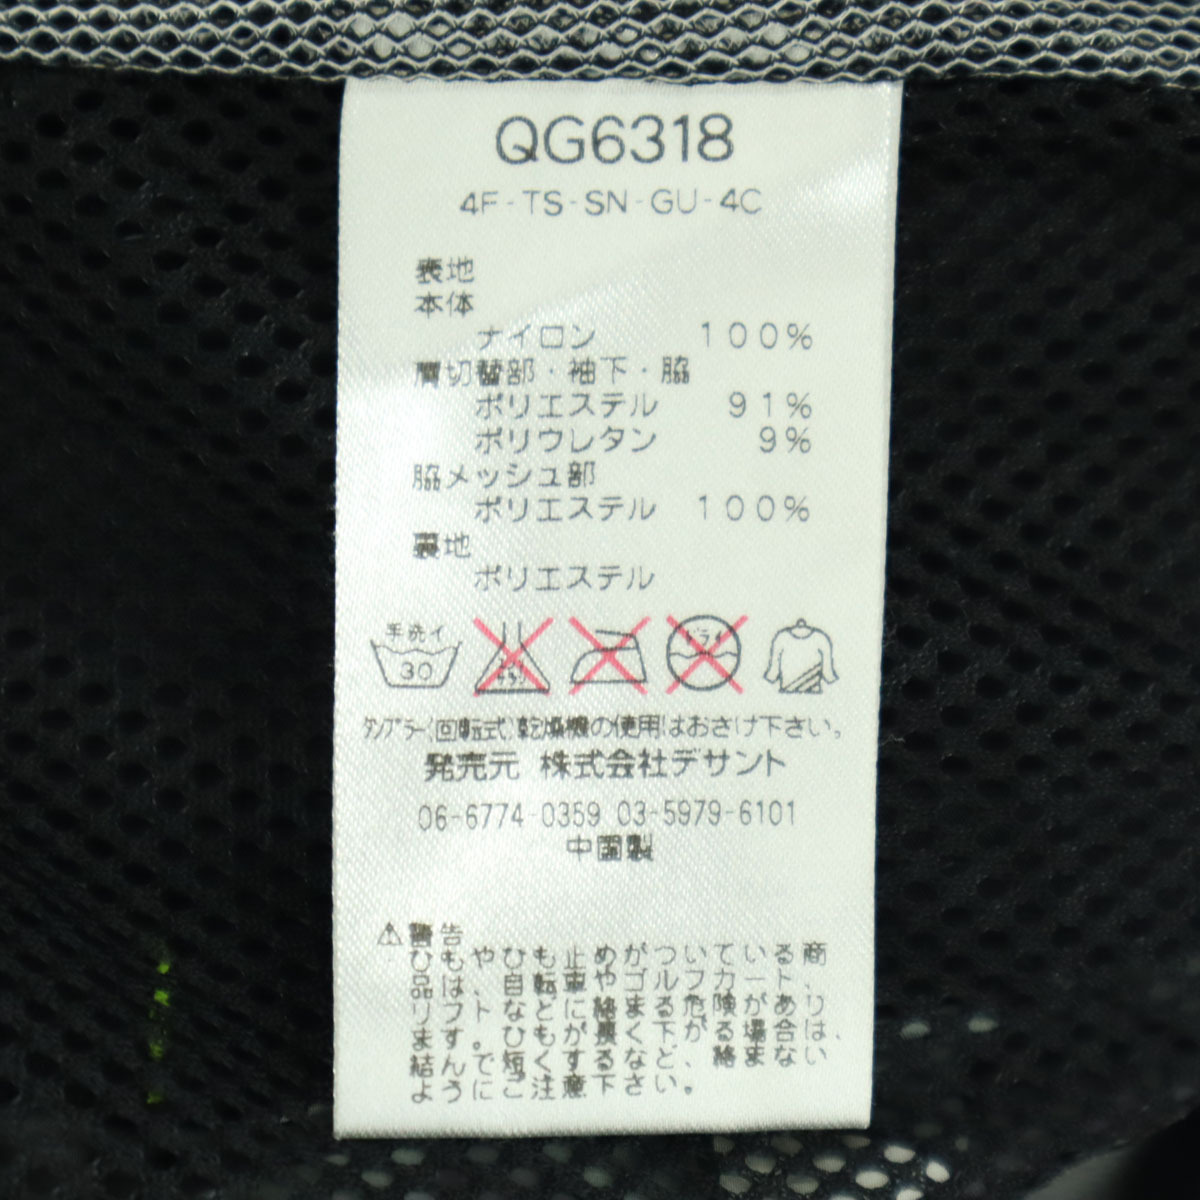 QG6318
4F-TS-SN-GU-4C
表地
本体
ナイロン 100%
肩切替部・袖下・脇
ポリエステル 91%
ポリウレタン 9%
脇メッシュ部
ポリエステル 100%
裏地
ポリエステル
手洗イ
30
ドライ
タンブラー(回転式)乾燥機の使用はおさけ下さい。
発売元 株式会社デサント
06-6774-0359 03-5979-6101
中国製
⚠警告
ひもやひも止めがついている商
品は、自転車やゴルフカート、
リフトなどに絡まる危険があり
ます。ひもが長く下がる場合は、
結んで短くするなど、絡まない
ようにご注意下さい。